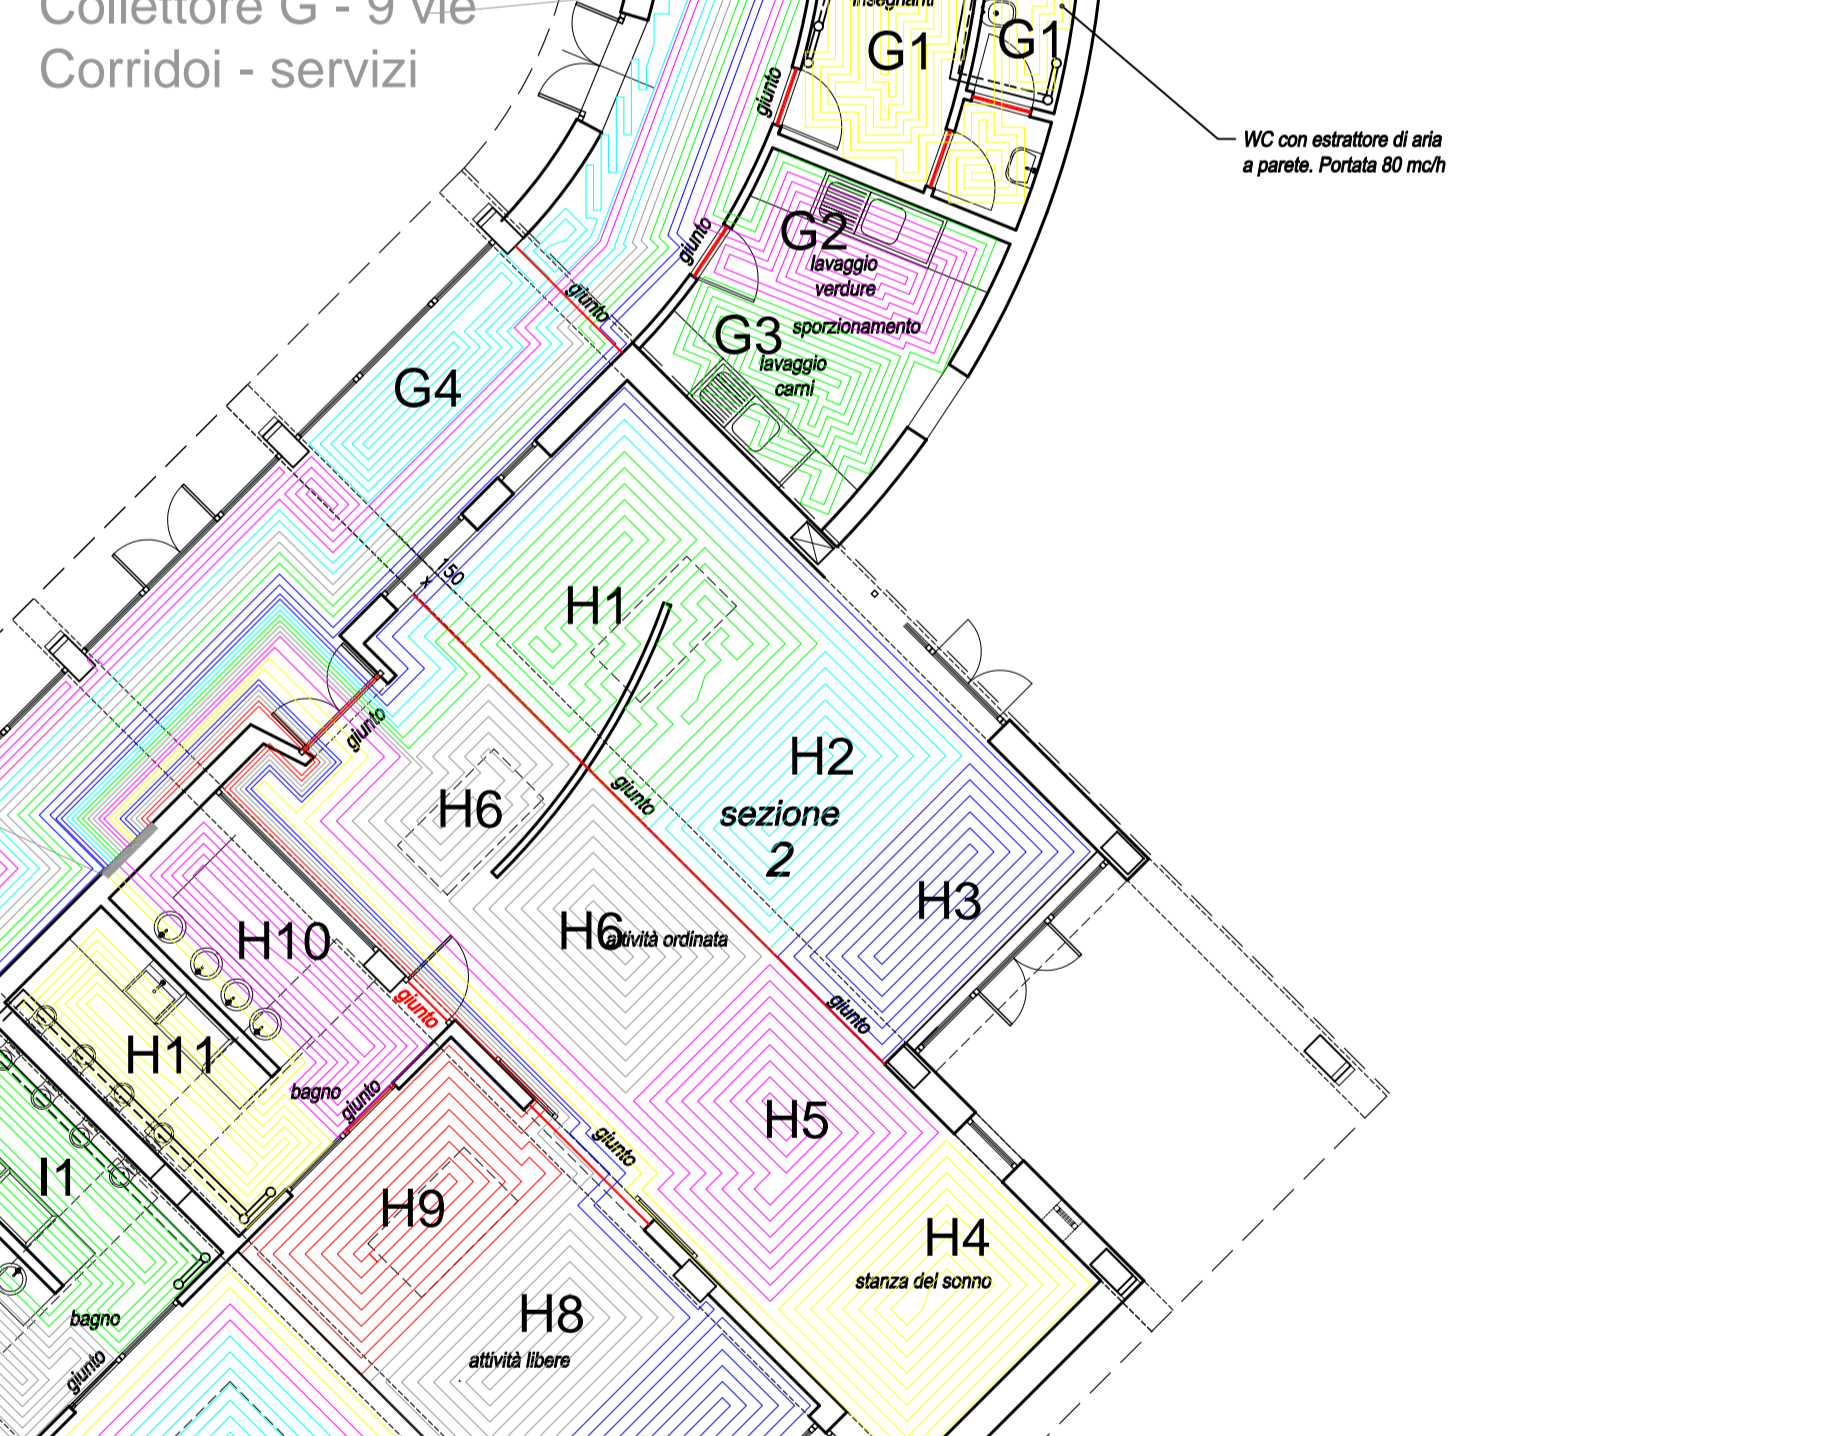 Collettore G - 9 vie
Corridoi - servizi
insegnanti
G1
G1
giunto
WC con estrattore di aria
a parete. Portata 80 mc/h
G2
lavaggio
verdure
giunto
giunto
sporzionamento
G3
lavaggio
carni
G4
150
H1
giunto
H2
giunto
sezione
2
H6
H3
H6
attività ordinata
H10
giunto
giunto
H11
bagno
giunto
giunto
H5
I1
H9
H4
stanza del sonno
bagno
H8
attività libere
giunto